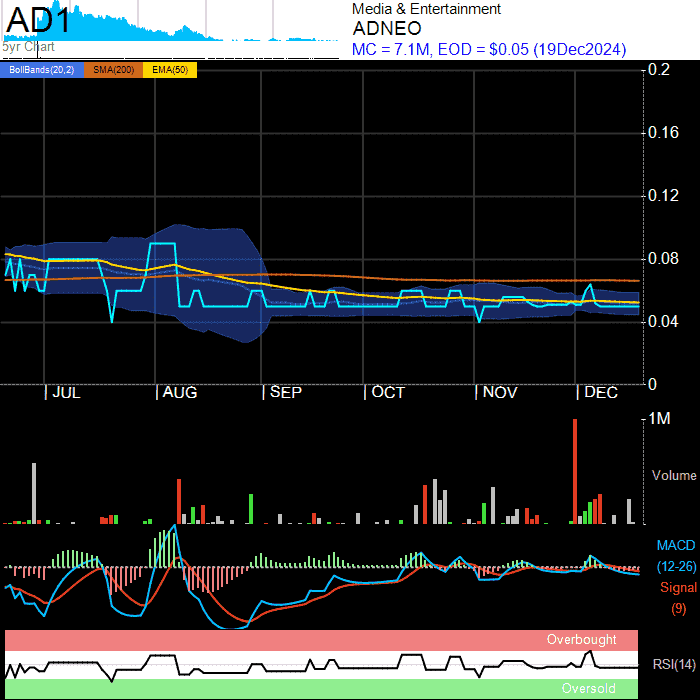 AD1
5yr Chart
Media & Entertainment
ADNEO
MC = 7.1M, EOD = $0.05 (19Dec2024)
BollBands(20,2) SMA(200) EMA(50)
0.2
0.16
0.12
0.08
0.04
0
JUL AUG SEP OCT NOV DEC
1M
Volume
MACD
(12-26)
Signal
(9)
Overbought
RSI(14)
Oversold